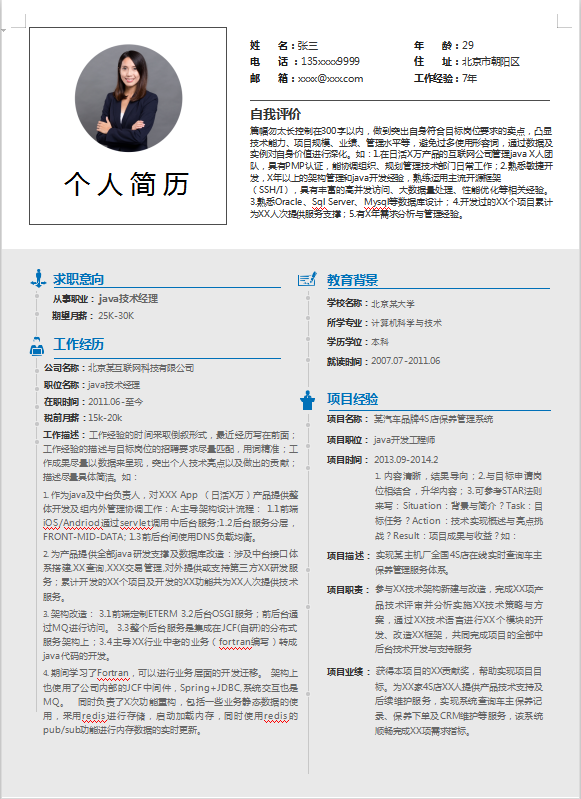 个人简历
姓 名：张三
年 龄：29
电 话：135xxxx9999
住 址：北京市朝阳区
邮 箱：xxxx@xxx.com
工作经验：7年
自我评价
篇幅勿太长控制在300字以内，做到突出自身符合目标岗位要求的卖点，凸显
技术能力、项目规模、业绩、管理水平等，避免过多使用形容词，通过数据及
实例对自身价值进行深化。如：1.在日活X万产品的互联网公司管理java X人团
队，具有PMP认证，能协调组织、规划管理技术部门日常工作；2.熟悉敏捷开
发，X年以上的架构管理和java开发经验，熟练运用主流开源框架
（SSH/I），具有丰富的高并发访问、大数据量处理、性能优化等相关经验。
3.熟悉Oracle、Sql Server、Mysql等数据库设计；4.开发过的XX个项目累计
为XX人次提供服务支撑；5.有X年需求分析与管理经验。
求职意向
从事职业：java技术经理
期望月薪：25K-30K
工作经历
公司名称：北京某互联网科技有限公司
职位名称：java技术经理
在职时间：2011.06-至今
税前月薪：15k-20k
工作描述：工作经验的时间采取倒叙形式，最近经历写在前面；
工作经验的描述与目标岗位的招聘要求尽量匹配，用词精准；工
作成果尽量以数据来呈现，突出个人技术亮点以及做出的贡献；
描述尽量具体简洁。如：
1.作为java及中台负责人，对XXX App （日活X万）产品提供整
体开发及组内外管理协调工作：A:主导架构设计流程： 1.1前端
iOS/Andriod通过servlet调用中后台服务;1.2后台服务分层，
FRONT-MID-DATA; 1.3前后台间使用DNS负载均衡。
2.为产品提供全部java研发支撑及数据库改造：涉及中台接口体
系搭建,XX查询,XXX交易管理,对外提供或支持第三方XX研发服
务；累计开发的XX个项目及开发的XX功能共为XX人次提供技术
服务。
3.架构改造： 3.1前端定制ETERM 3.2后台OSGI服务；前后台通
过MQ进行访问。 3.3整个后台服务是集成在JCF(自研)的分布式
服务架构上；3.4主导XX行业中老的业务（fortran编写）转成
java代码的开发。
4.期间学习了Fortran，可以进行业务层面的开发迁移。 架构上
也使用了公司内部的JCF中间件，Spring+JDBC,系统交互也是
MQ。 同时负责了X次功能重构，包括一些业务静态数据的使
用，采用redis进行存储，启动加载内存，同时使用redis的
pub/sub功能进行内存数据的实时更新。
教育背景
学校名称：北京某大学
所学专业：计算机科学与技术
学历学位：本科
就读时间：2007.07-2011.06
项目经验
项目名称： 某汽车品牌4S店保养管理系统
项目职位： java开发工程师
项目时间： 2013.09-2014.2
1.内容清晰，结果导向；2.与目标申请岗
位相结合，升华内容；3.可参考STAR法则
来写：Situation：背景与简介？Task：目
标任务？Action：技术实现概述与亮点挑
战？Result：项目成果与收益？如：
项目描述： 实现某主机厂全国4S店在线实时查询车主
保养管理服务体系。
项目职责： 参与XX技术架构新建与改造，完成XX项产
品技术评审并分析实施XX技术策略与方
案，通过XX技术语言进行XX个模块的开
发、改造XX框架，共同完成项目的全部中
后台技术开发与支持服务
项目业绩： 获得本项目的XX贡献奖，帮助实现项目目
标。为XX家4S店XX人提供产品技术支持及
后续维护服务，实现系统查询车主保养记
录、保养下单及CRM维护等服务，该系统
顺畅完成XX项需求指标。